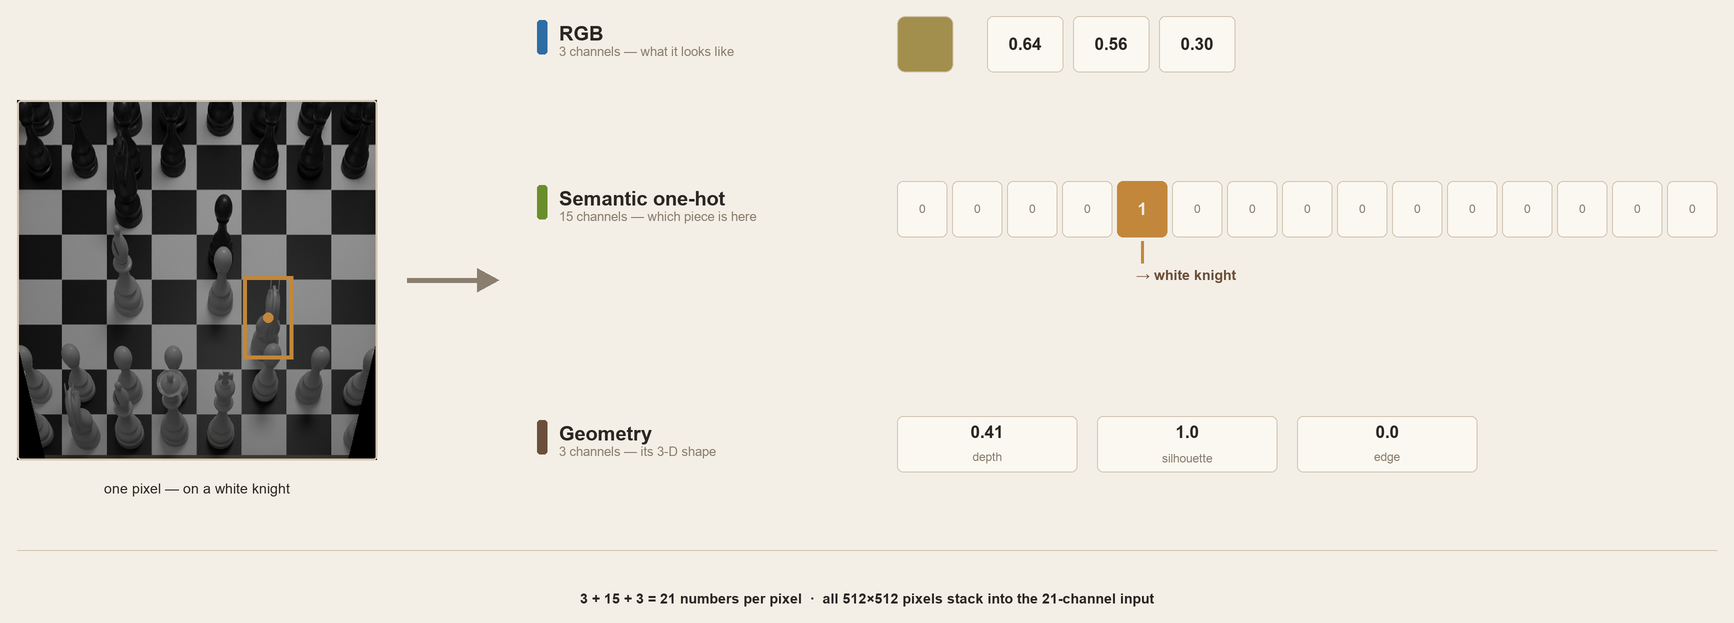 RGB
3 channels — what it looks like
0.64 0.56 0.30
Semantic one-hot
15 channels — which piece is here
0 0 0 0 1 0 0 0 0 0 0 0 0 0 0
→ white knight
Geometry
3 channels — its 3-D shape
0.41 1.0 0.0
depth silhouette edge
one pixel — on a white knight
3 + 15 + 3 = 21 numbers per pixel · all 512×512 pixels stack into the 21-channel input